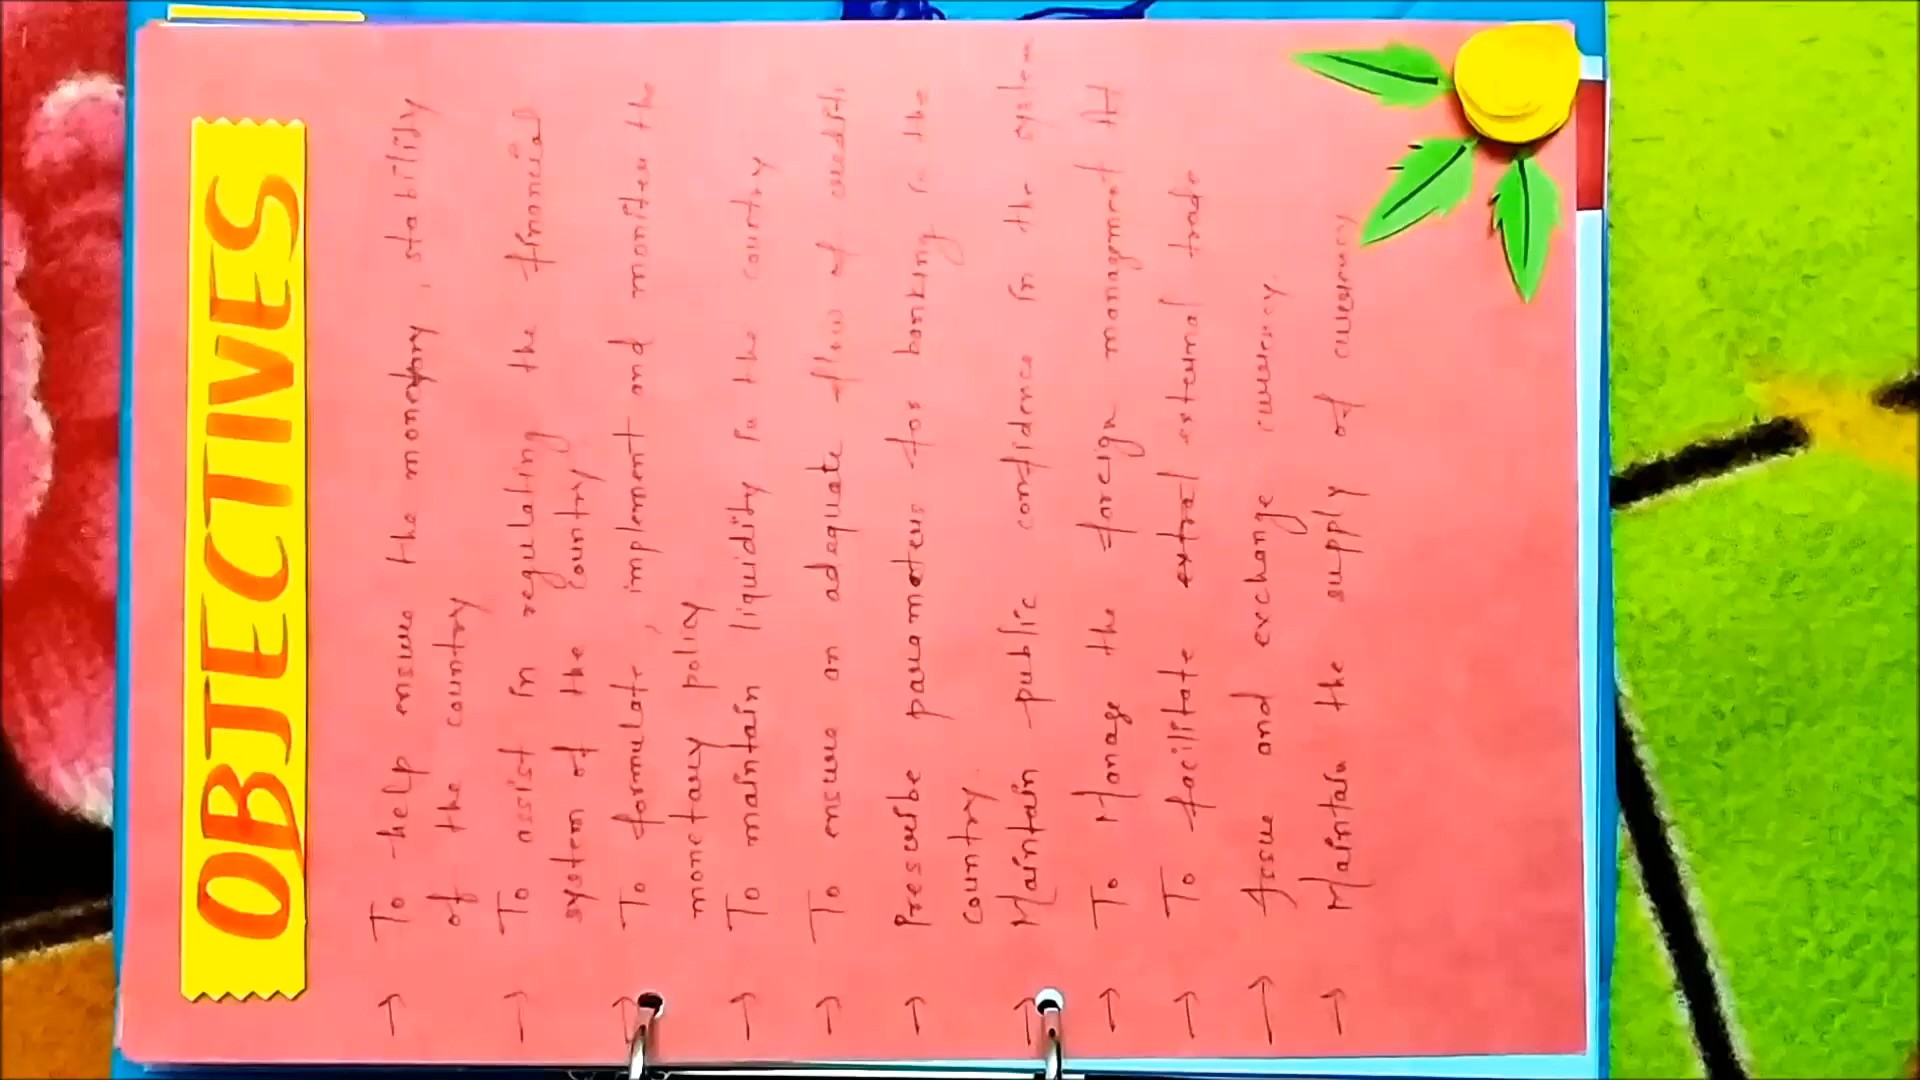 OBJECTIVES
→ To help ensure the monetary, stability
of the country
→ To assist in regulating the financial
system of the country
→ To formulate, implement and moniter the
monetary policy
→ To maintain liquidity in the country
→ To ensure an adequate flow of credit
→ Prescribe parameters for banking in the
country
→ Maintain public confidence in the system
→ To Manage the foreign management
→ To facilitate external trade
→ Issue and exchange currency.
→ Maintain the supply of currency